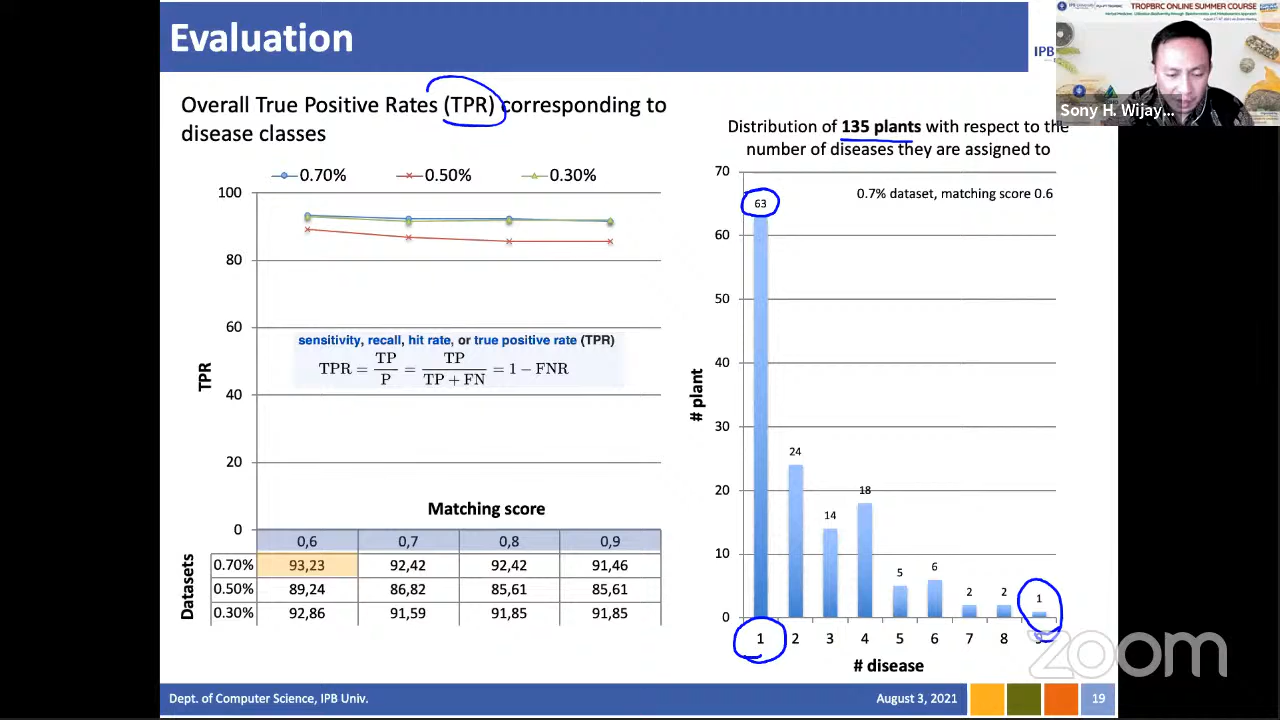 Evaluation
IPB
IPB University
TROPBRC ONLINE SUMMER COURSE
Sony H. Wijay...
Overall True Positive Rates (TPR) corresponding to
disease classes
0.70% 0.50% 0.30%
100
80
60
40
20
0
TPR
sensitivity, recall, hit rate, or true positive rate (TPR)
TPR = TP/P = TP/(TP + FN) = 1 − FNR
Matching score
Datasets
0,6 0,7 0,8 0,9
0.70% 93,23 92,42 92,42 91,46
0.50% 89,24 86,82 85,61 85,61
0.30% 92,86 91,59 91,85 91,85
Distribution of 135 plants with respect to the
number of diseases they are assigned to
0.7% dataset, matching score 0.6
70
60
50
40
30
20
10
0
# plant
63
24
14
18
5
6
2
2
1
1 2 3 4 5 6 7 8 9
# disease
zoom
Dept. of Computer Science, IPB Univ.
August 3, 2021
19